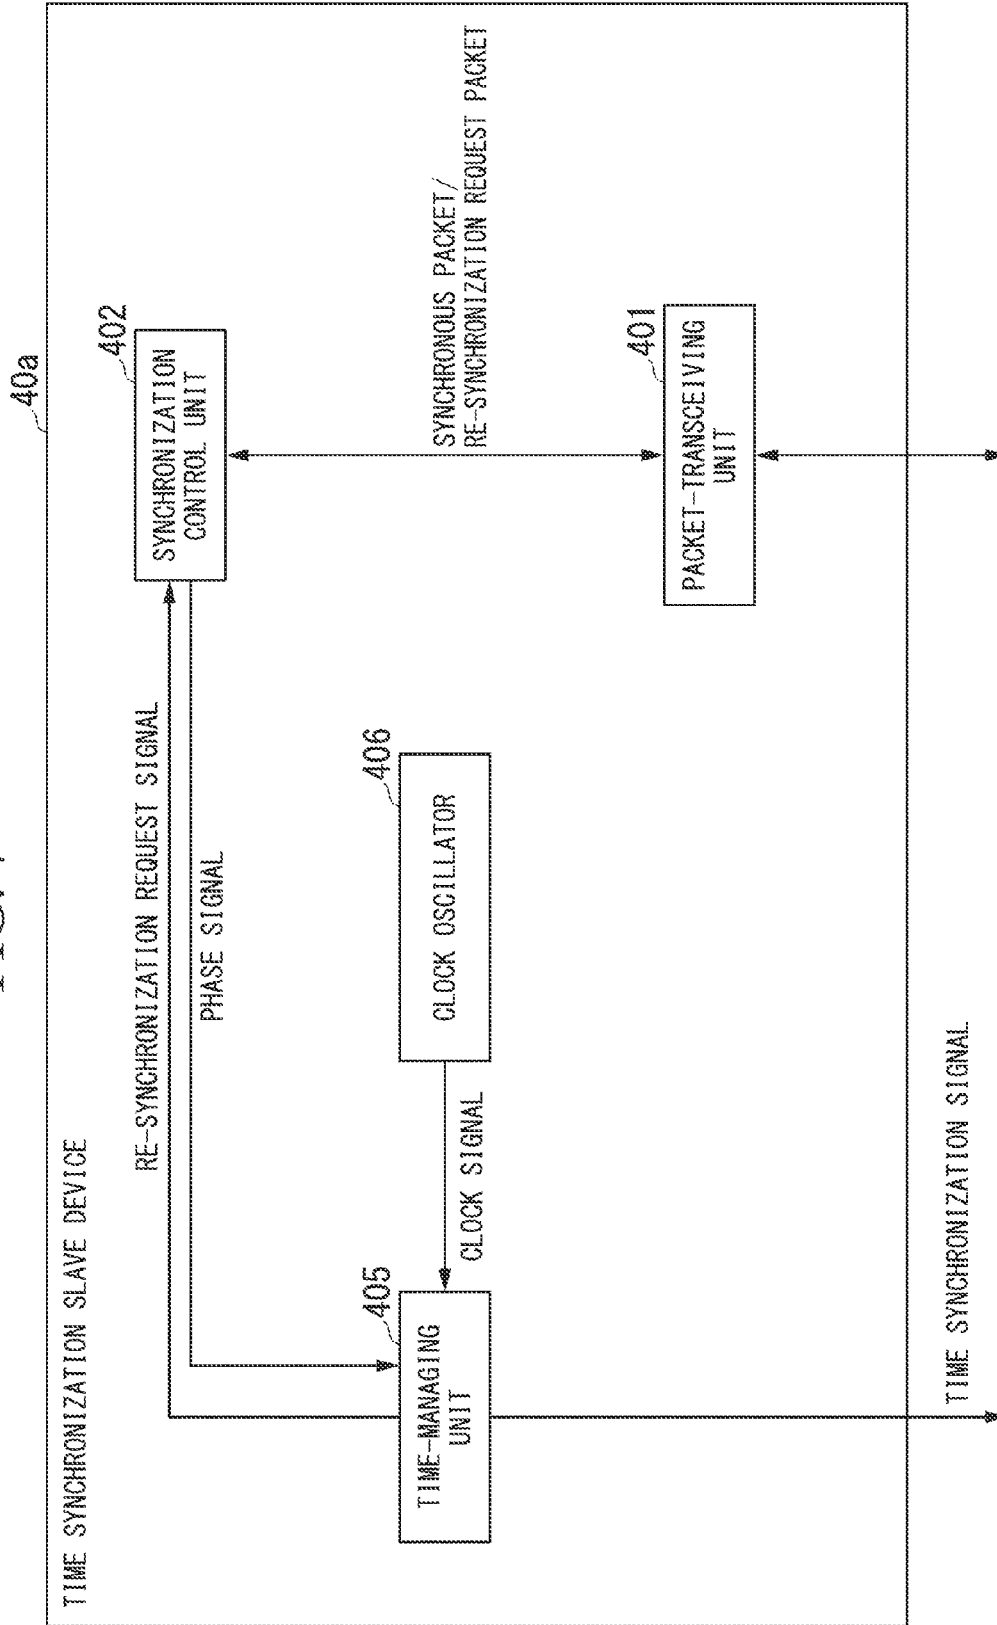 40a
TIME SYNCHRONIZATION SLAVE DEVICE
RE-SYNCHRONIZATION REQUEST SIGNAL
402
SYNCHRONIZATION
CONTROL UNIT
PHASE SIGNAL
405
TIME-MANAGING
UNIT
CLOCK SIGNAL
406
CLOCK OSCILLATOR
SYNCHRONOUS PACKET/
RE-SYNCHRONIZATION REQUEST PACKET
401
PACKET-TRANSCEIVING
UNIT
TIME SYNCHRONIZATION SIGNAL